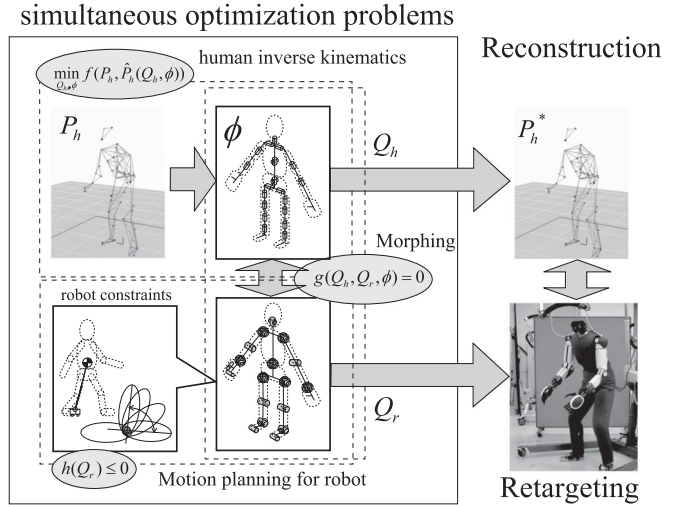 simultaneous optimization problems
human inverse kinematics
Reconstruction
min f(P_h, P̂_h(Q_h, ϕ))
Q_h,ϕ
P_h
ϕ
Q_h
P_h*
Morphing
g(Q_h, Q_r, ϕ) = 0
robot constraints
Q_r
h(Q_r) ≤ 0
Motion planning for robot
Retargeting